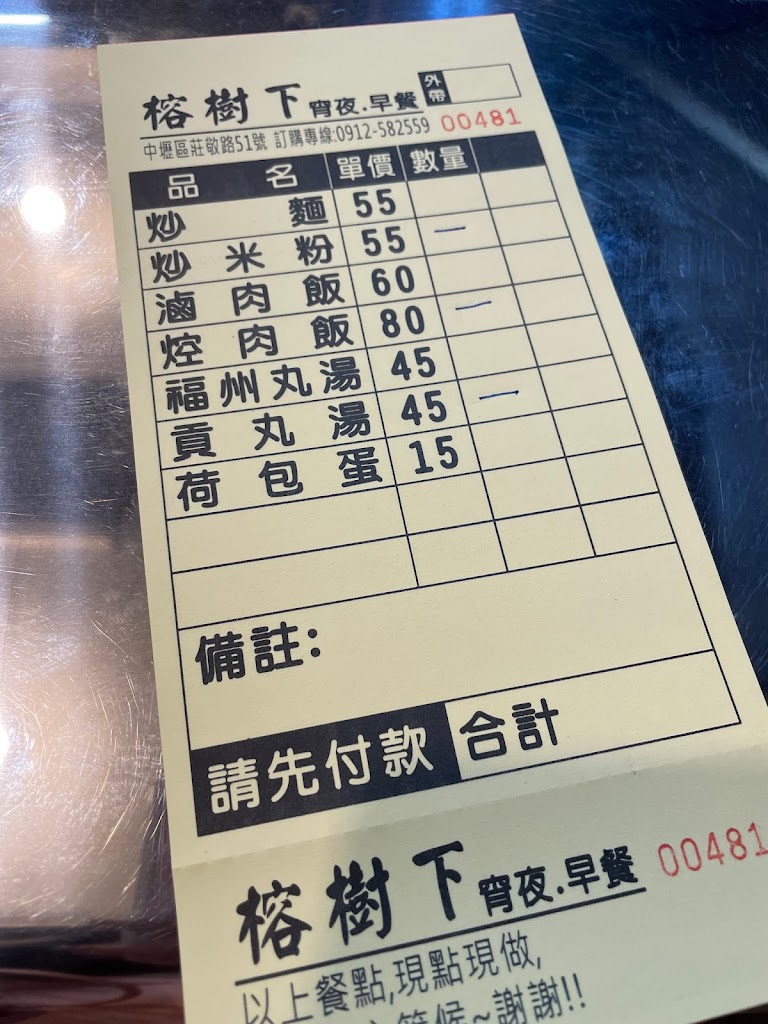 榕樹下 宵夜.早餐 外帶
中壢區莊敬路51號 訂購專線:0912-582559 00481
品名 單價 數量
炒麵 55
炒米粉 55 一
滷肉飯 60
焢肉飯 80 一
福州丸湯 45
貢丸湯 45 一
荷包蛋 15
備註:
請先付款 合計
榕樹下 宵夜.早餐 00481
以上餐點,現點現做,
等候~謝謝!!